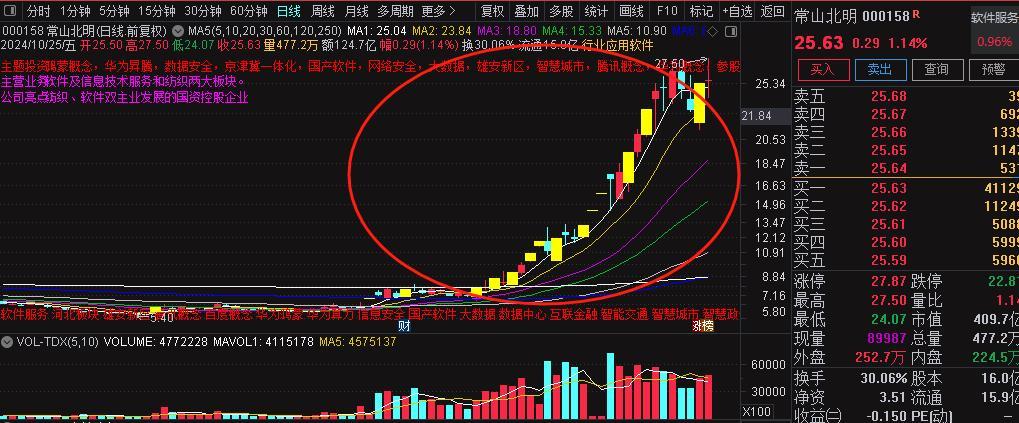 分时 1分钟 5分钟 15分钟 30分钟 60分钟 日线 周线 月线 多周期 更多 复权 叠加 多股 统计 画线 F10 标记 +自选 返回
000158 常山北明(日线,前复权) MA5(5,10,20,30,60,120,250) MA1: 25.04 MA2: 23.84 MA3: 18.80 MA4: 15.33 MA5: 10.90 MA6:
2024/10/25/五 开25.50 高27.50 低24.07 收25.63 量477.2万 额124.7亿 幅0.29(1.14%) 换30.06% 流通15.9亿 行业应用软件
主题投资鸿蒙概念，华为昇腾，数据安全，京津冀一体化，国产软件，网络安全，大数据，雄安新区，智慧城市，腾讯概念
参股
主营业务软件及信息技术服务和纺织两大板块。
公司亮点纺织、软件双主业发展的国资控股企业
27.50
25.34
21.84
20.53
18.47
16.63
14.96
13.47
12.12
10.91
8.84
7.16
5.80
5.40
软件服务 河北板块 雄安新区 百度概念 华为鸿蒙 华为算力 信息安全 国产软件 大数据 数据中心 互联金融 智能交通 智慧城市 智慧政
财
涨榜
VOL-TDX(5,10) VOLUME: 4772228 MAVOL1: 4115178 MA5: 4575137
60000
30000
X100
常山北明 000158 R
软件服务
25.63 0.29 1.14%
0.96%
买入 卖出 查询 预警
卖五 25.68
卖四 25.67
卖三 25.66
卖二 25.65
卖一 25.64
买一 25.63
买二 25.62
买三 25.61
买四 25.60
买五 25.59
涨停 27.87 跌停
最高 27.50 量比
最低 24.07 市值 409.7亿
现量 89987 总量 477.2万
外盘 252.7万 内盘 224.5万
换手 30.06% 股本 16.0亿
净资 3.51 流通 15.9亿
收益㈢ -0.150 PE(动)